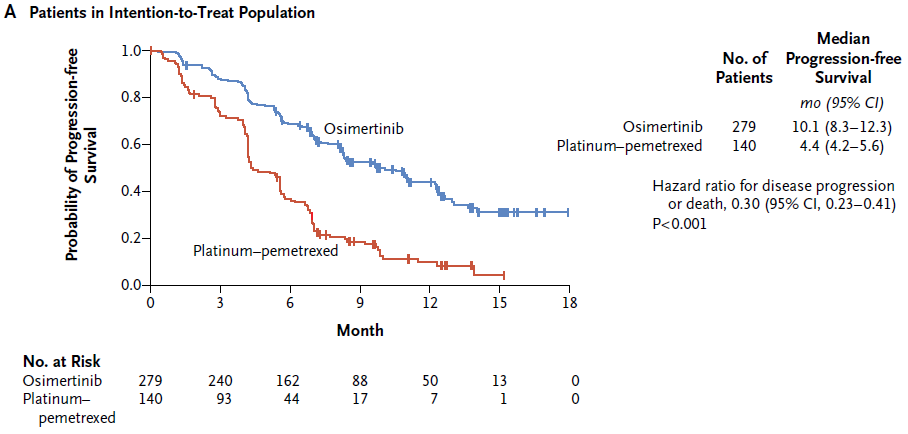 A Patients in Intention-to-Treat Population
Probability of Progression-free
Survival
1.0
0.8
0.6
0.4
0.2
0.0
Osimertinib
Platinum–pemetrexed
0 3 6 9 12 15 18
Month
No. of
Patients
Median
Progression-free
Survival
mo (95% CI)
Osimertinib 279 10.1 (8.3–12.3)
Platinum–pemetrexed 140 4.4 (4.2–5.6)
Hazard ratio for disease progression
or death, 0.30 (95% CI, 0.23–0.41)
P<0.001
No. at Risk
Osimertinib 279 240 162 88 50 13 0
Platinum– 140 93 44 17 7 1 0
pemetrexed